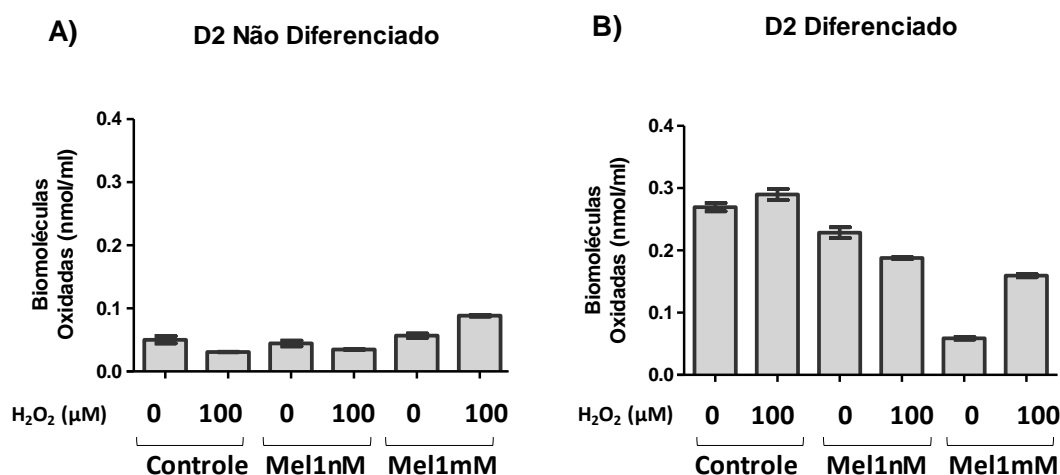 A)
D2 Não Diferenciado
Biomoléculas
Oxidadas (nmol/ml)
0.4
0.3
0.2
0.1
0.0
H₂O₂ (μM) 0 100 0 100 0 100
Controle Mel1nM Mel1mM
B)
D2 Diferenciado
Biomoléculas
Oxidadas (nmol/ml)
0.4
0.3
0.2
0.1
0.0
H₂O₂ (μM) 0 100 0 100 0 100
Controle Mel1nM Mel1mM